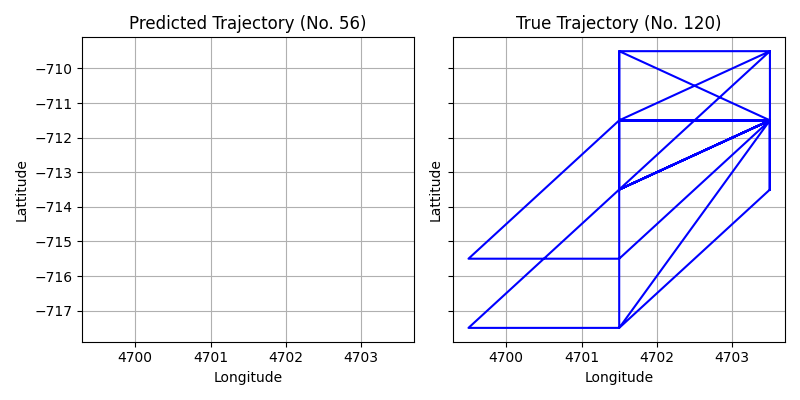 Predicted Trajectory (No. 56)
Lattitude
−710
−711
−712
−713
−714
−715
−716
−717
4700
4701
4702
4703
Longitude
True Trajectory (No. 120)
Lattitude
4700
4701
4702
4703
Longitude